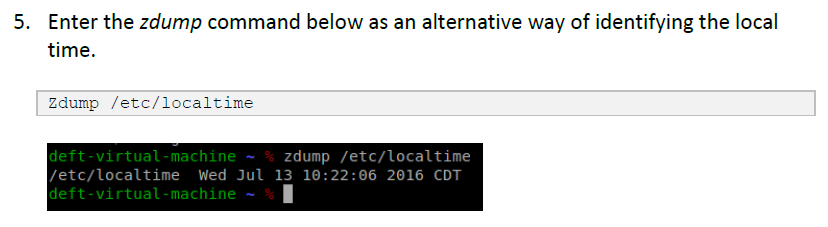 5. Enter the zdump command below as an alternative way of identifying the local
time.
Zdump /etc/localtime
deft-virtual-machine ~ % zdump /etc/localtime
/etc/localtime  Wed Jul 13 10:22:06 2016 CDT
deft-virtual-machine ~ %